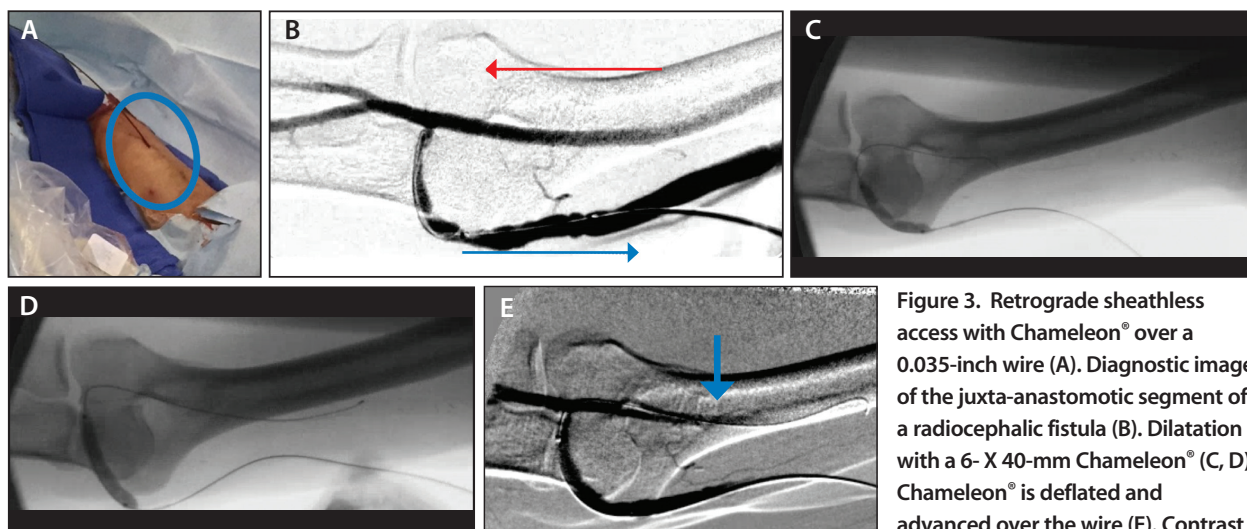 A
B
C
D
E
Figure 3. Retrograde sheathless
access with Chameleon® over a
0.035-inch wire (A). Diagnostic image
of the juxta-anastomotic segment of
a radiocephalic fistula (B). Dilatation
with a 6- X 40-mm Chameleon® (C, D)
Chameleon® is deflated and
advanced over the wire (E). Contrast